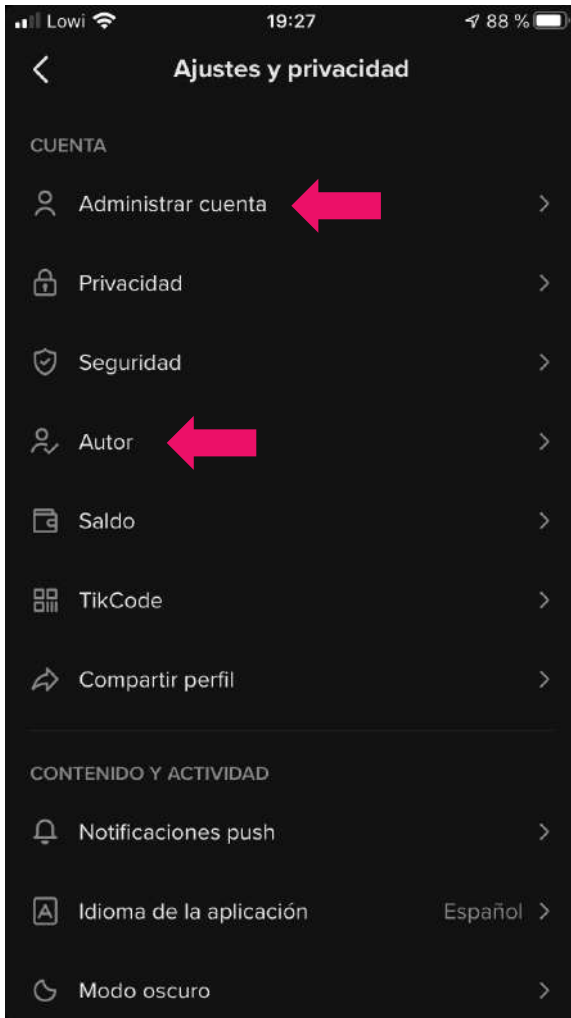 Lowi 19:27 88 %
Ajustes y privacidad
CUENTA
Administrar cuenta
Privacidad
Seguridad
Autor
Saldo
TikCode
Compartir perfil
CONTENIDO Y ACTIVIDAD
Notificaciones push
Idioma de la aplicación Español
Modo oscuro